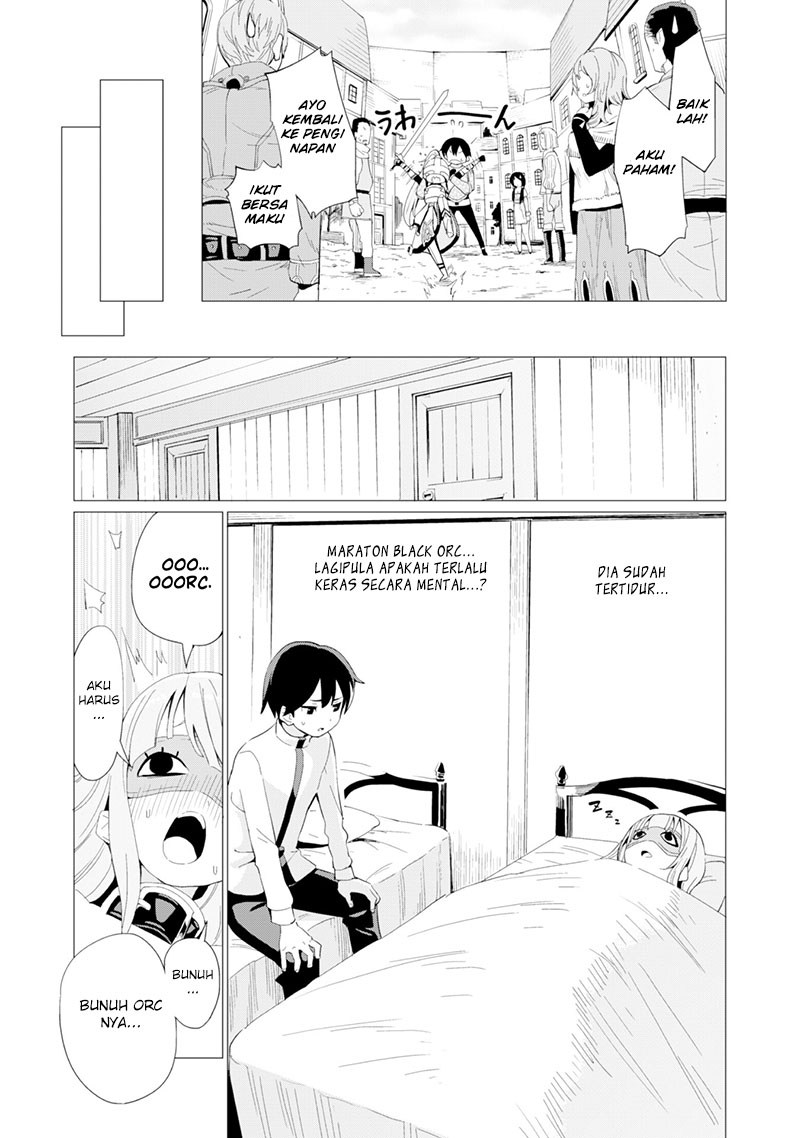 BAIK
LAH!
AKU
PAHAM!
うわーーん
AYO
KEMBALI
KE PENGI
NAPAN
IKUT
BERSA
MAKU
DIA SUDAH
TERTIDUR...
MARATON BLACK ORC...
LAGIPULA APAKAH TERLALU
KERAS SECARA MENTAL...?
ZZZ
OOO...
OOORC.
AKU
HARUS
...
BUNUH
...
BUNUH ORC
NYA...